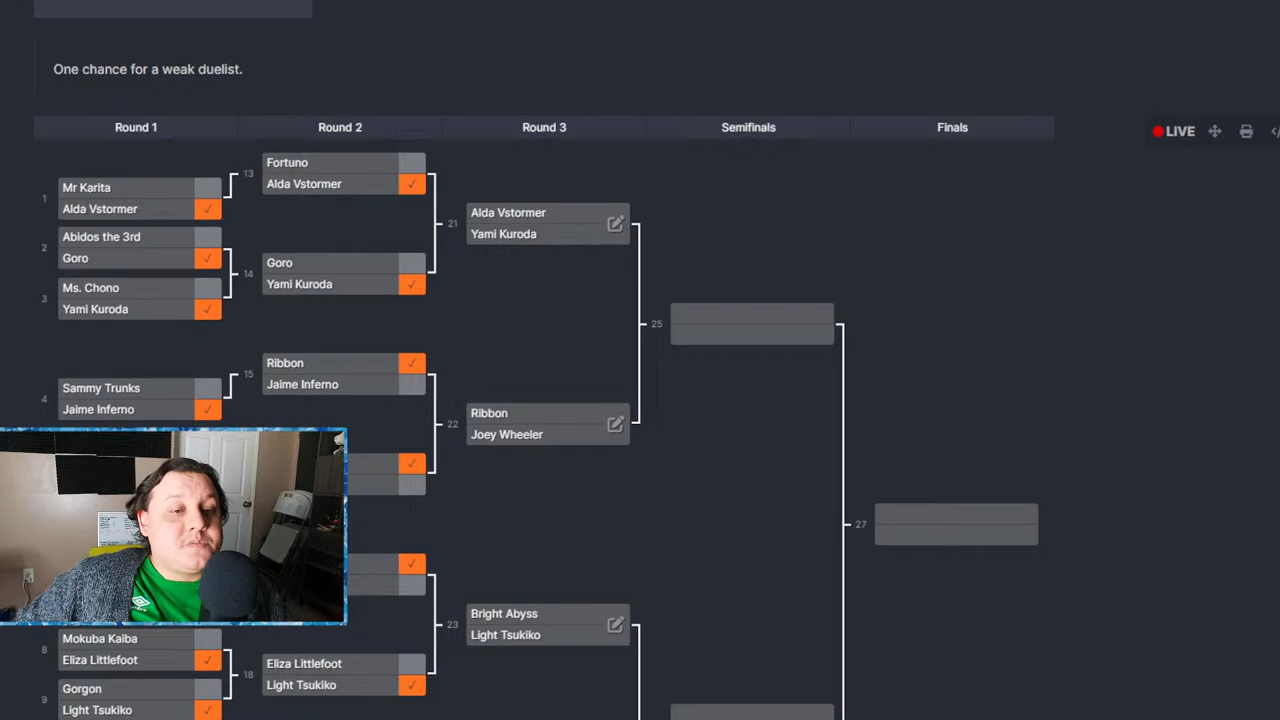 One chance for a weak duelist.
Round 1
Round 2
Round 3
Semifinals
Finals
LIVE
1
Mr Karita
Alda Vstormer
2
Abidos the 3rd
Goro
3
Ms. Chono
Yami Kuroda
4
Sammy Trunks
Jaime Inferno
8
Mokuba Kaiba
Eliza Littlefoot
9
Gorgon
Light Tsukiko
13
Fortuno
Alda Vstormer
14
Goro
Yami Kuroda
15
Ribbon
Jaime Inferno
18
Eliza Littlefoot
Light Tsukiko
21
Alda Vstormer
Yami Kuroda
22
Ribbon
Joey Wheeler
23
Bright Abyss
Light Tsukiko
25
27